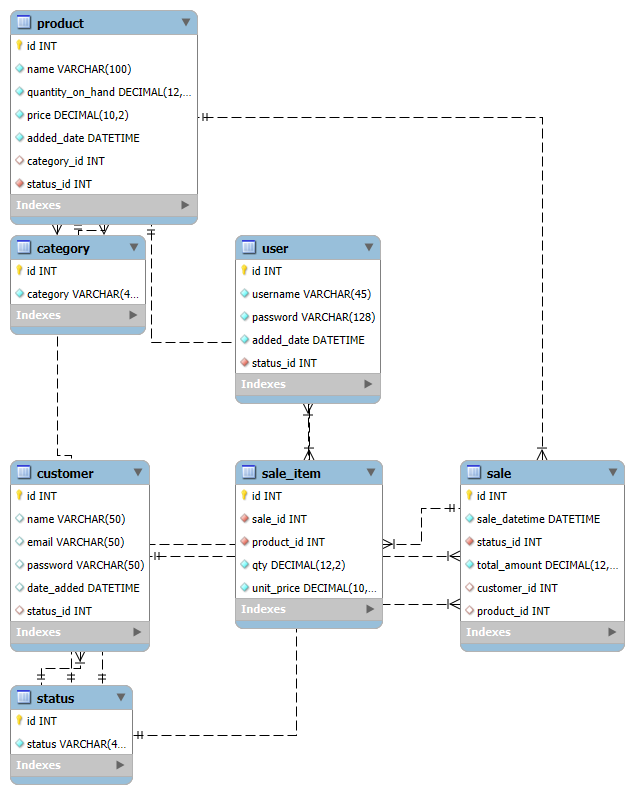 product
id INT
name VARCHAR(100)
quantity_on_hand DECIMAL(12,...
price DECIMAL(10,2)
added_date DATETIME
category_id INT
status_id INT
Indexes
category
id INT
category VARCHAR(4...
Indexes
user
id INT
username VARCHAR(45)
password VARCHAR(128)
added_date DATETIME
status_id INT
Indexes
customer
id INT
name VARCHAR(50)
email VARCHAR(50)
password VARCHAR(50)
date_added DATETIME
status_id INT
Indexes
sale_item
id INT
sale_id INT
product_id INT
qty DECIMAL(12,2)
unit_price DECIMAL(10,...
Indexes
sale
id INT
sale_datetime DATETIME
status_id INT
total_amount DECIMAL(12,...
customer_id INT
product_id INT
Indexes
status
id INT
status VARCHAR(4...
Indexes